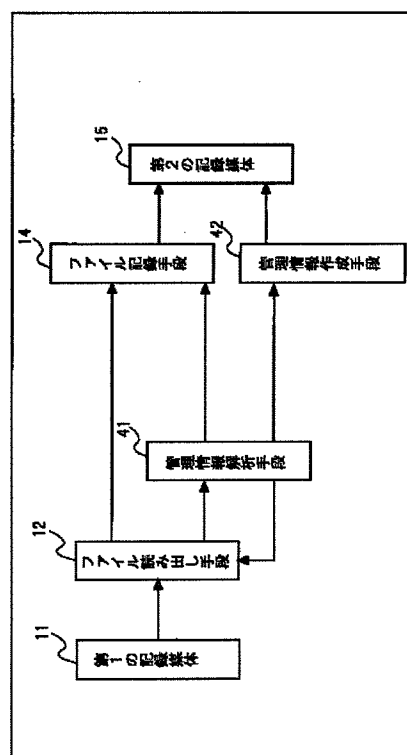 11
第1の記録媒体
12
ファイル読み出し手段
41
管理情報解析手段
14
ファイル記録手段
42
管理情報作成手段
15
第2の記録媒体